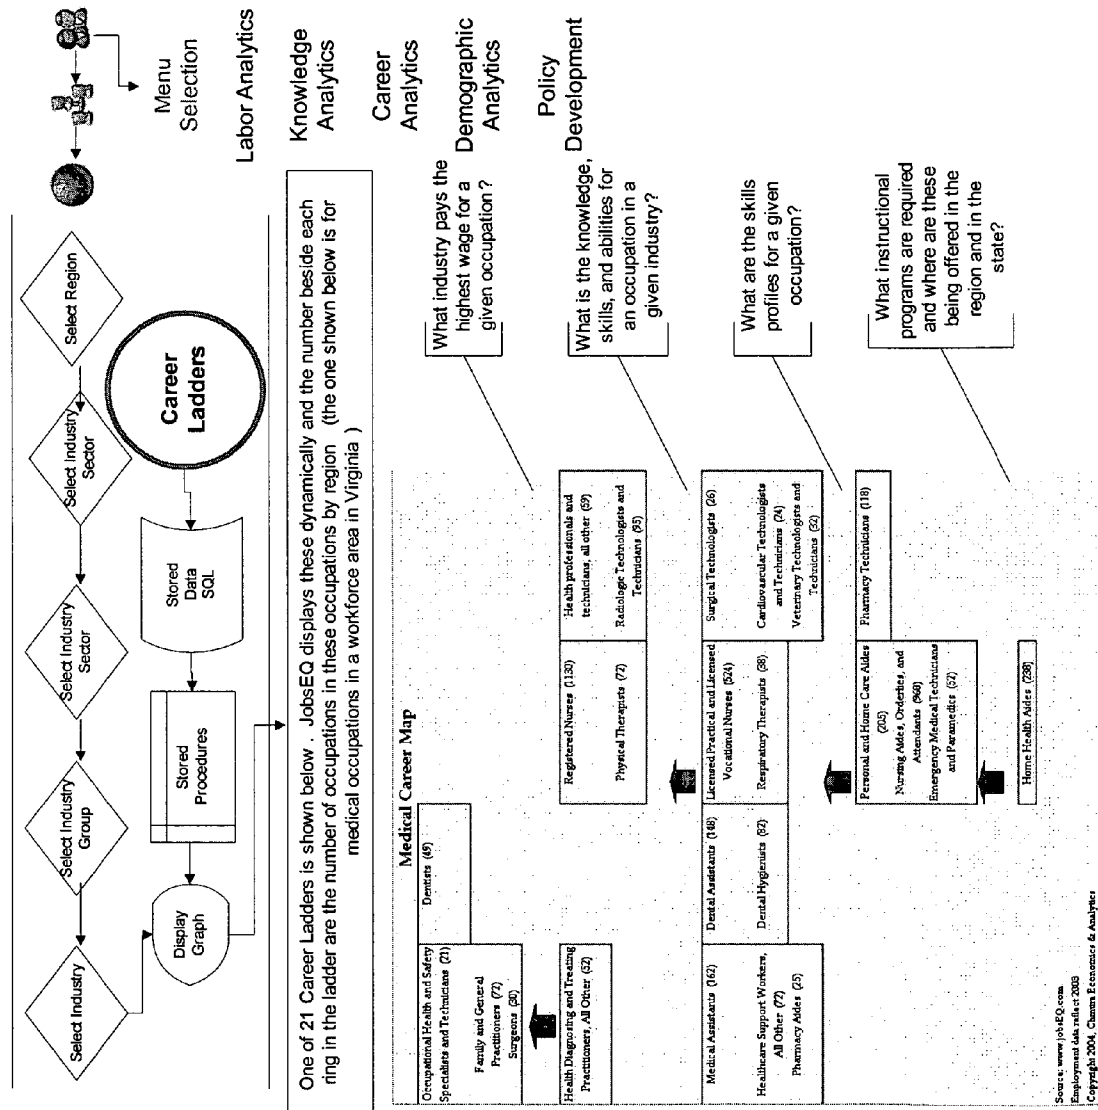 Select Industry
Select Industry
Group
Select Industry
Sector
Select Industry
Sector
Select Region
Display
Graph
Stored
Procedures
Stored
Data
SQL
Career
Ladders
Menu
Selection
Labor Analytics
Knowledge
Analytics
Career
Analytics
Demographic
Analytics
Policy
Development
One of 21 Career Ladders is shown below . JobsEQ displays these dynamically and the number beside each
ring in the ladder are the number of occupations in these occupations by region (the one shown below is for
medical occupations in a workforce area in Virginia )
Medical Career Map
Occupational Health and Safety
Specialists and Technicians (21)
Family and General
Practitioners (72)
Surgeons (30)
Dentists (49)
Health Diagnosing and Treating
Practitioners, All Other (52)
Registered Nurses (1130)
Physical Therapists (72)
Health professionals and
technicians, all other (59)
Radiologic Technologists and
Technicians (95)
Medical Assistants (162)
Healthcare Support Workers,
All Other (77)
Pharmacy Aides (25)
Dental Assistants (148)
Dental Hygienists (52)
Licensed Practical and Licensed
Vocational Nurses (524)
Respiratory Therapists (38)
Surgical Technologists (26)
Cardiovascular Technologists
and Technicians (24)
Veterinary Technologists and
Technicians (32)
Personal and Home Care Aides
(205)
Nursing Aides, Orderlies, and
Attendants (968)
Emergency Medical Technicians
and Paramedics (52)
Pharmacy Technicians (118)
Home Health Aides (238)
What industry pays the
highest wage for a
given occupation?
What is the knowledge,
skills, and abilities for
an occupation in a
given industry?
What are the skills
profiles for a given
occupation?
What instructional
programs are required
and where are these
being offered in the
region and in the
state?
Source: www.jobsEQ.com
Employment data reflect 2003
Copyright 2004, Chmura Economics & Analytics